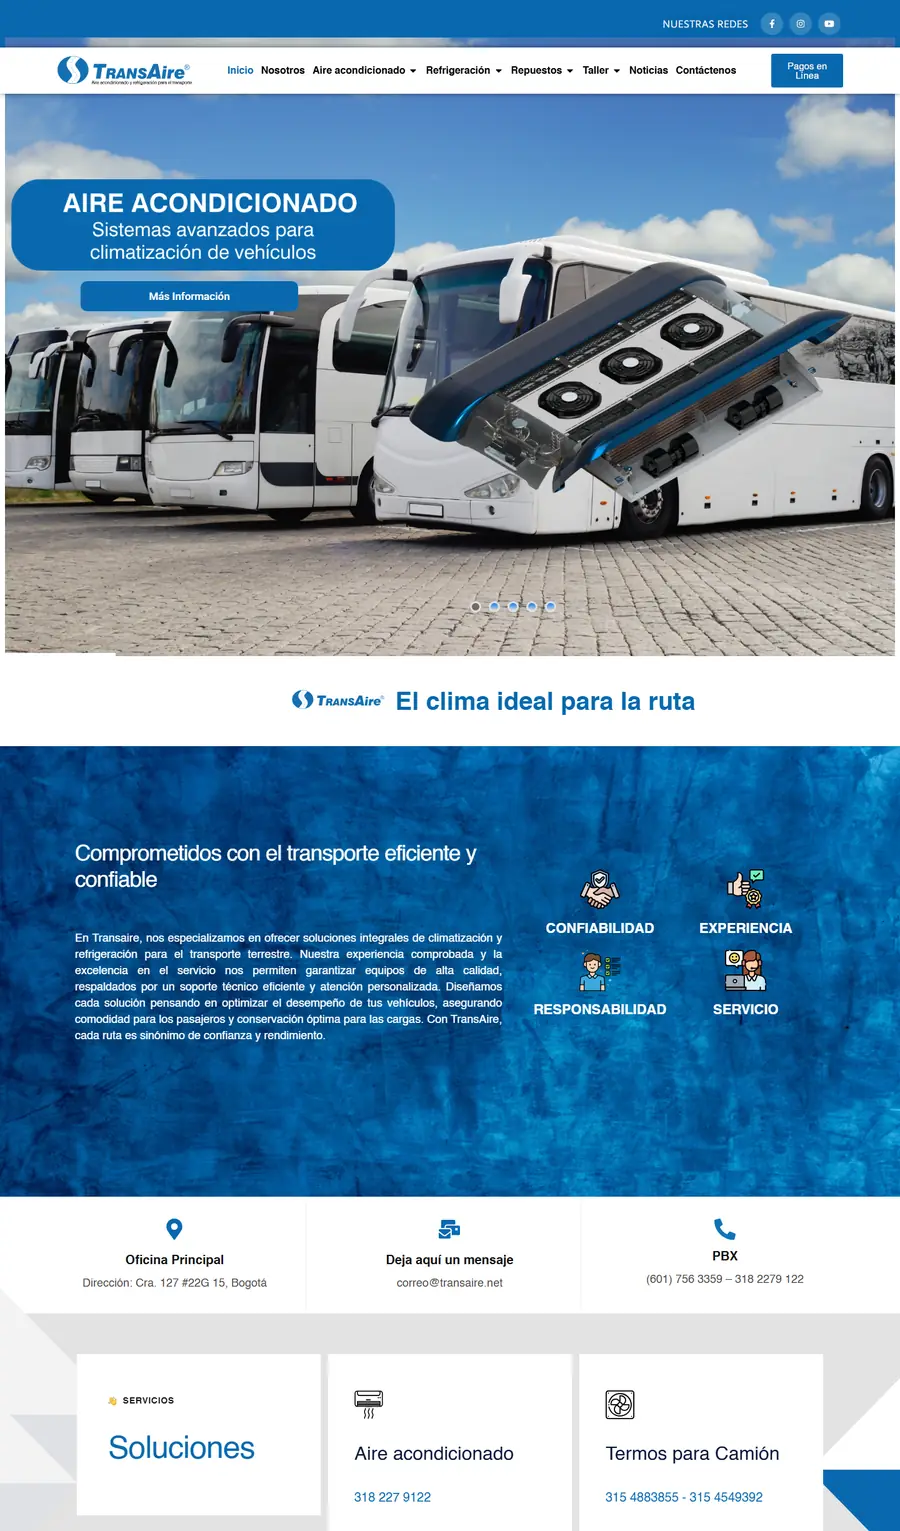 NUESTRAS REDES
TRANSAIRE®
Aire acondicionado y refrigeración para el transporte
Inicio Nosotros Aire acondicionado Refrigeración Repuestos Taller Noticias Contáctenos
Pagos en
Línea
AIRE ACONDICIONADO
Sistemas avanzados para
climatización de vehículos
Más Información
TRANSAIRE® El clima ideal para la ruta
Comprometidos con el transporte eficiente y
confiable
En Transaire, nos especializamos en ofrecer soluciones integrales de climatización y
refrigeración para el transporte terrestre. Nuestra experiencia comprobada y la
excelencia en el servicio nos permiten garantizar equipos de alta calidad,
respaldados por un soporte técnico eficiente y atención personalizada. Diseñamos
cada solución pensando en optimizar el desempeño de tus vehículos, asegurando
comodidad para los pasajeros y conservación óptima para las cargas. Con TransAire,
cada ruta es sinónimo de confianza y rendimiento.
CONFIABILIDAD
EXPERIENCIA
RESPONSABILIDAD
SERVICIO
Oficina Principal
Dirección: Cra. 127 #22G 15, Bogotá
Deja aquí un mensaje
correo@transaire.net
PBX
(601) 756 3359 – 318 2279 122
👋 SERVICIOS
Soluciones
Aire acondicionado
318 227 9122
Termos para Camión
315 4883855 - 315 4549392